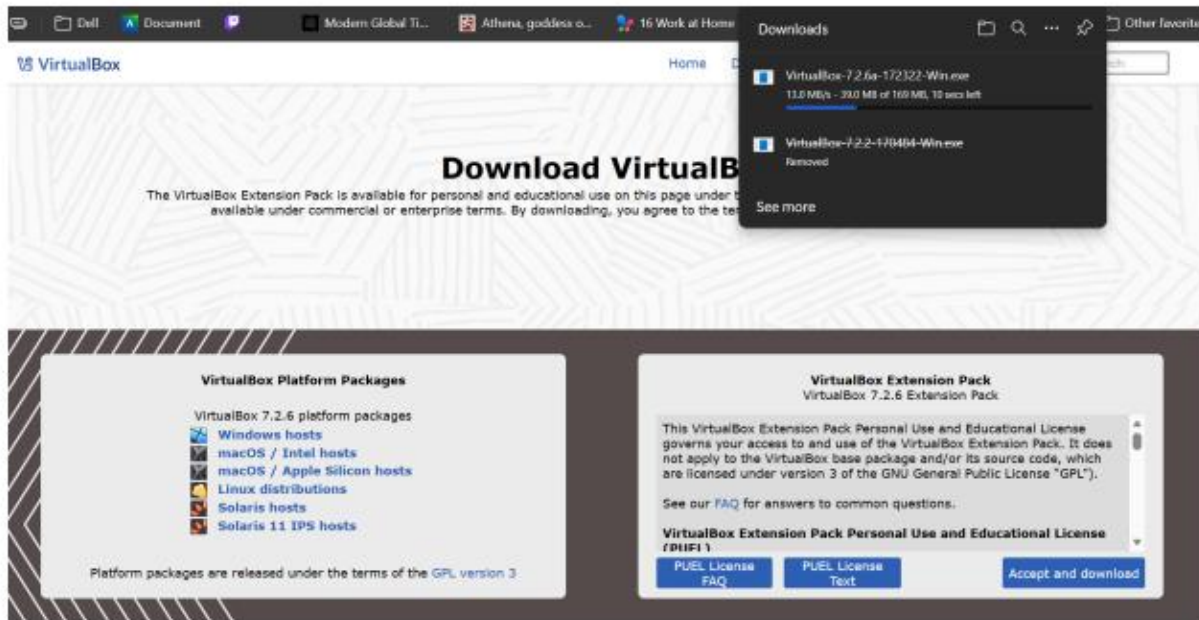 Dell
Document
Modern Global Ti...
Athena, goddess o...
16 Work at Home
Other favorite
VirtualBox
Home
Downloads
VirtualBox-7.2.6a-172322-Win.exe
13.0 MB/s - 39.0 MB of 169 MB, 10 secs left
VirtualBox-7.2.2-170484-Win.exe
Removed
See more
Download VirtualB
The VirtualBox Extension Pack is available for personal and educational use on this page under t
available under commercial or enterprise terms. By downloading, you agree to the ter
VirtualBox Platform Packages
VirtualBox 7.2.6 platform packages
Windows hosts
macOS / Intel hosts
macOS / Apple Silicon hosts
Linux distributions
Solaris hosts
Solaris 11 IPS hosts
Platform packages are released under the terms of the GPL version 3
VirtualBox Extension Pack
VirtualBox 7.2.6 Extension Pack
This VirtualBox Extension Pack Personal Use and Educational License
governs your access to and use of the VirtualBox Extension Pack. It does
not apply to the VirtualBox base package and/or its source code, which
are licensed under version 3 of the GNU General Public License "GPL").
See our FAQ for answers to common questions.
VirtualBox Extension Pack Personal Use and Educational License
(PUEL)
PUEL License
FAQ
PUEL License
Text
Accept and download